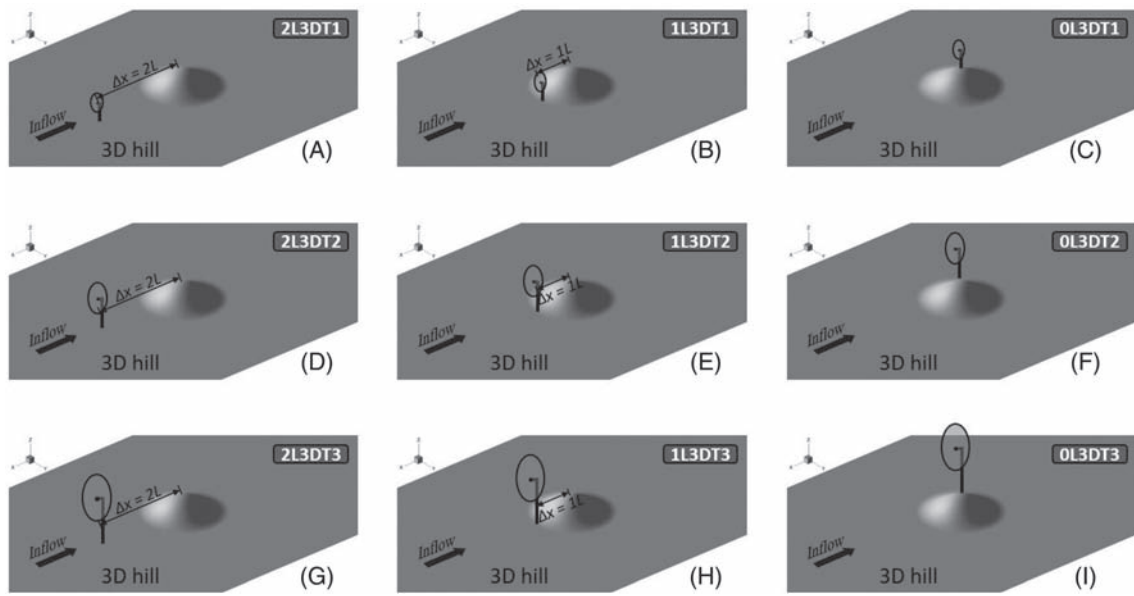 2L3DT1
Δx = 2L
Inflow
3D hill
(A)
1L3DT1
Δx = 1L
Inflow
3D hill
(B)
0L3DT1
Inflow
3D hill
(C)
2L3DT2
Δx = 2L
Inflow
3D hill
(D)
1L3DT2
Δx = 1L
Inflow
3D hill
(E)
0L3DT2
Inflow
3D hill
(F)
2L3DT3
Δx = 2L
Inflow
3D hill
(G)
1L3DT3
Δx = 1L
Inflow
3D hill
(H)
0L3DT3
Inflow
3D hill
(I)